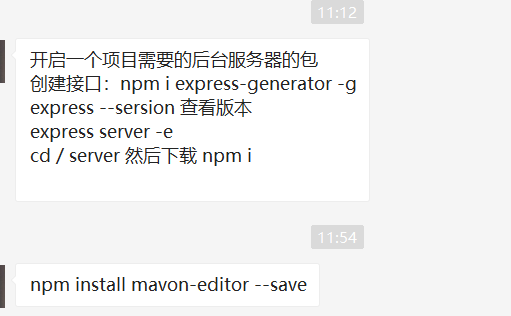 11:12
开启一个项目需要的后台服务器的包
创建接口：npm i express-generator -g
express --sersion 查看版本
express server -e
cd / server 然后下载 npm i
11:54
npm install mavon-editor --save